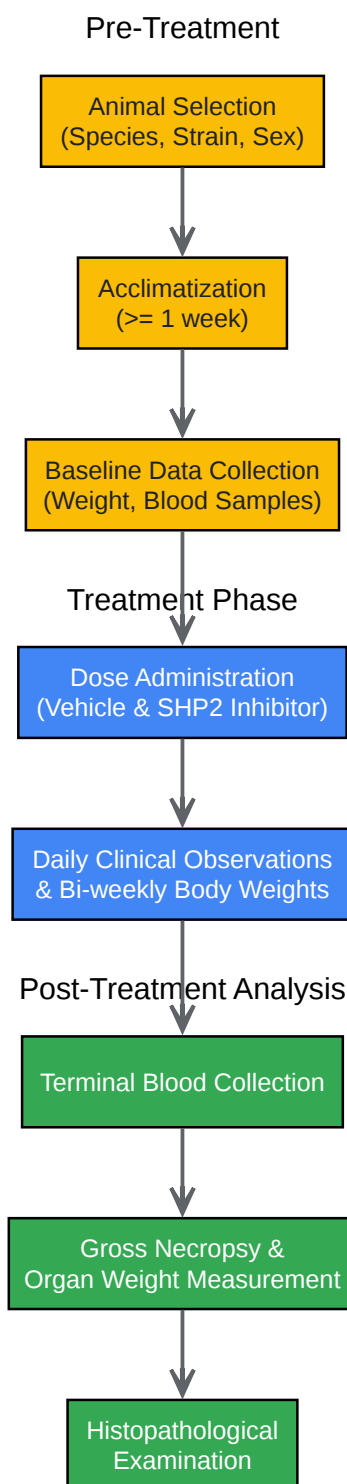 Pre-Treatment
Animal Selection
(Species, Strain, Sex)
Acclimatization
(>= 1 week)
Baseline Data Collection
(Weight, Blood Samples)
Treatment Phase
Dose Administration
(Vehicle & SHP2 Inhibitor)
Daily Clinical Observations
& Bi-weekly Body Weights
Post-Treatment Analysis
Terminal Blood Collection
Gross Necropsy &
Organ Weight Measurement
Histopathological
Examination